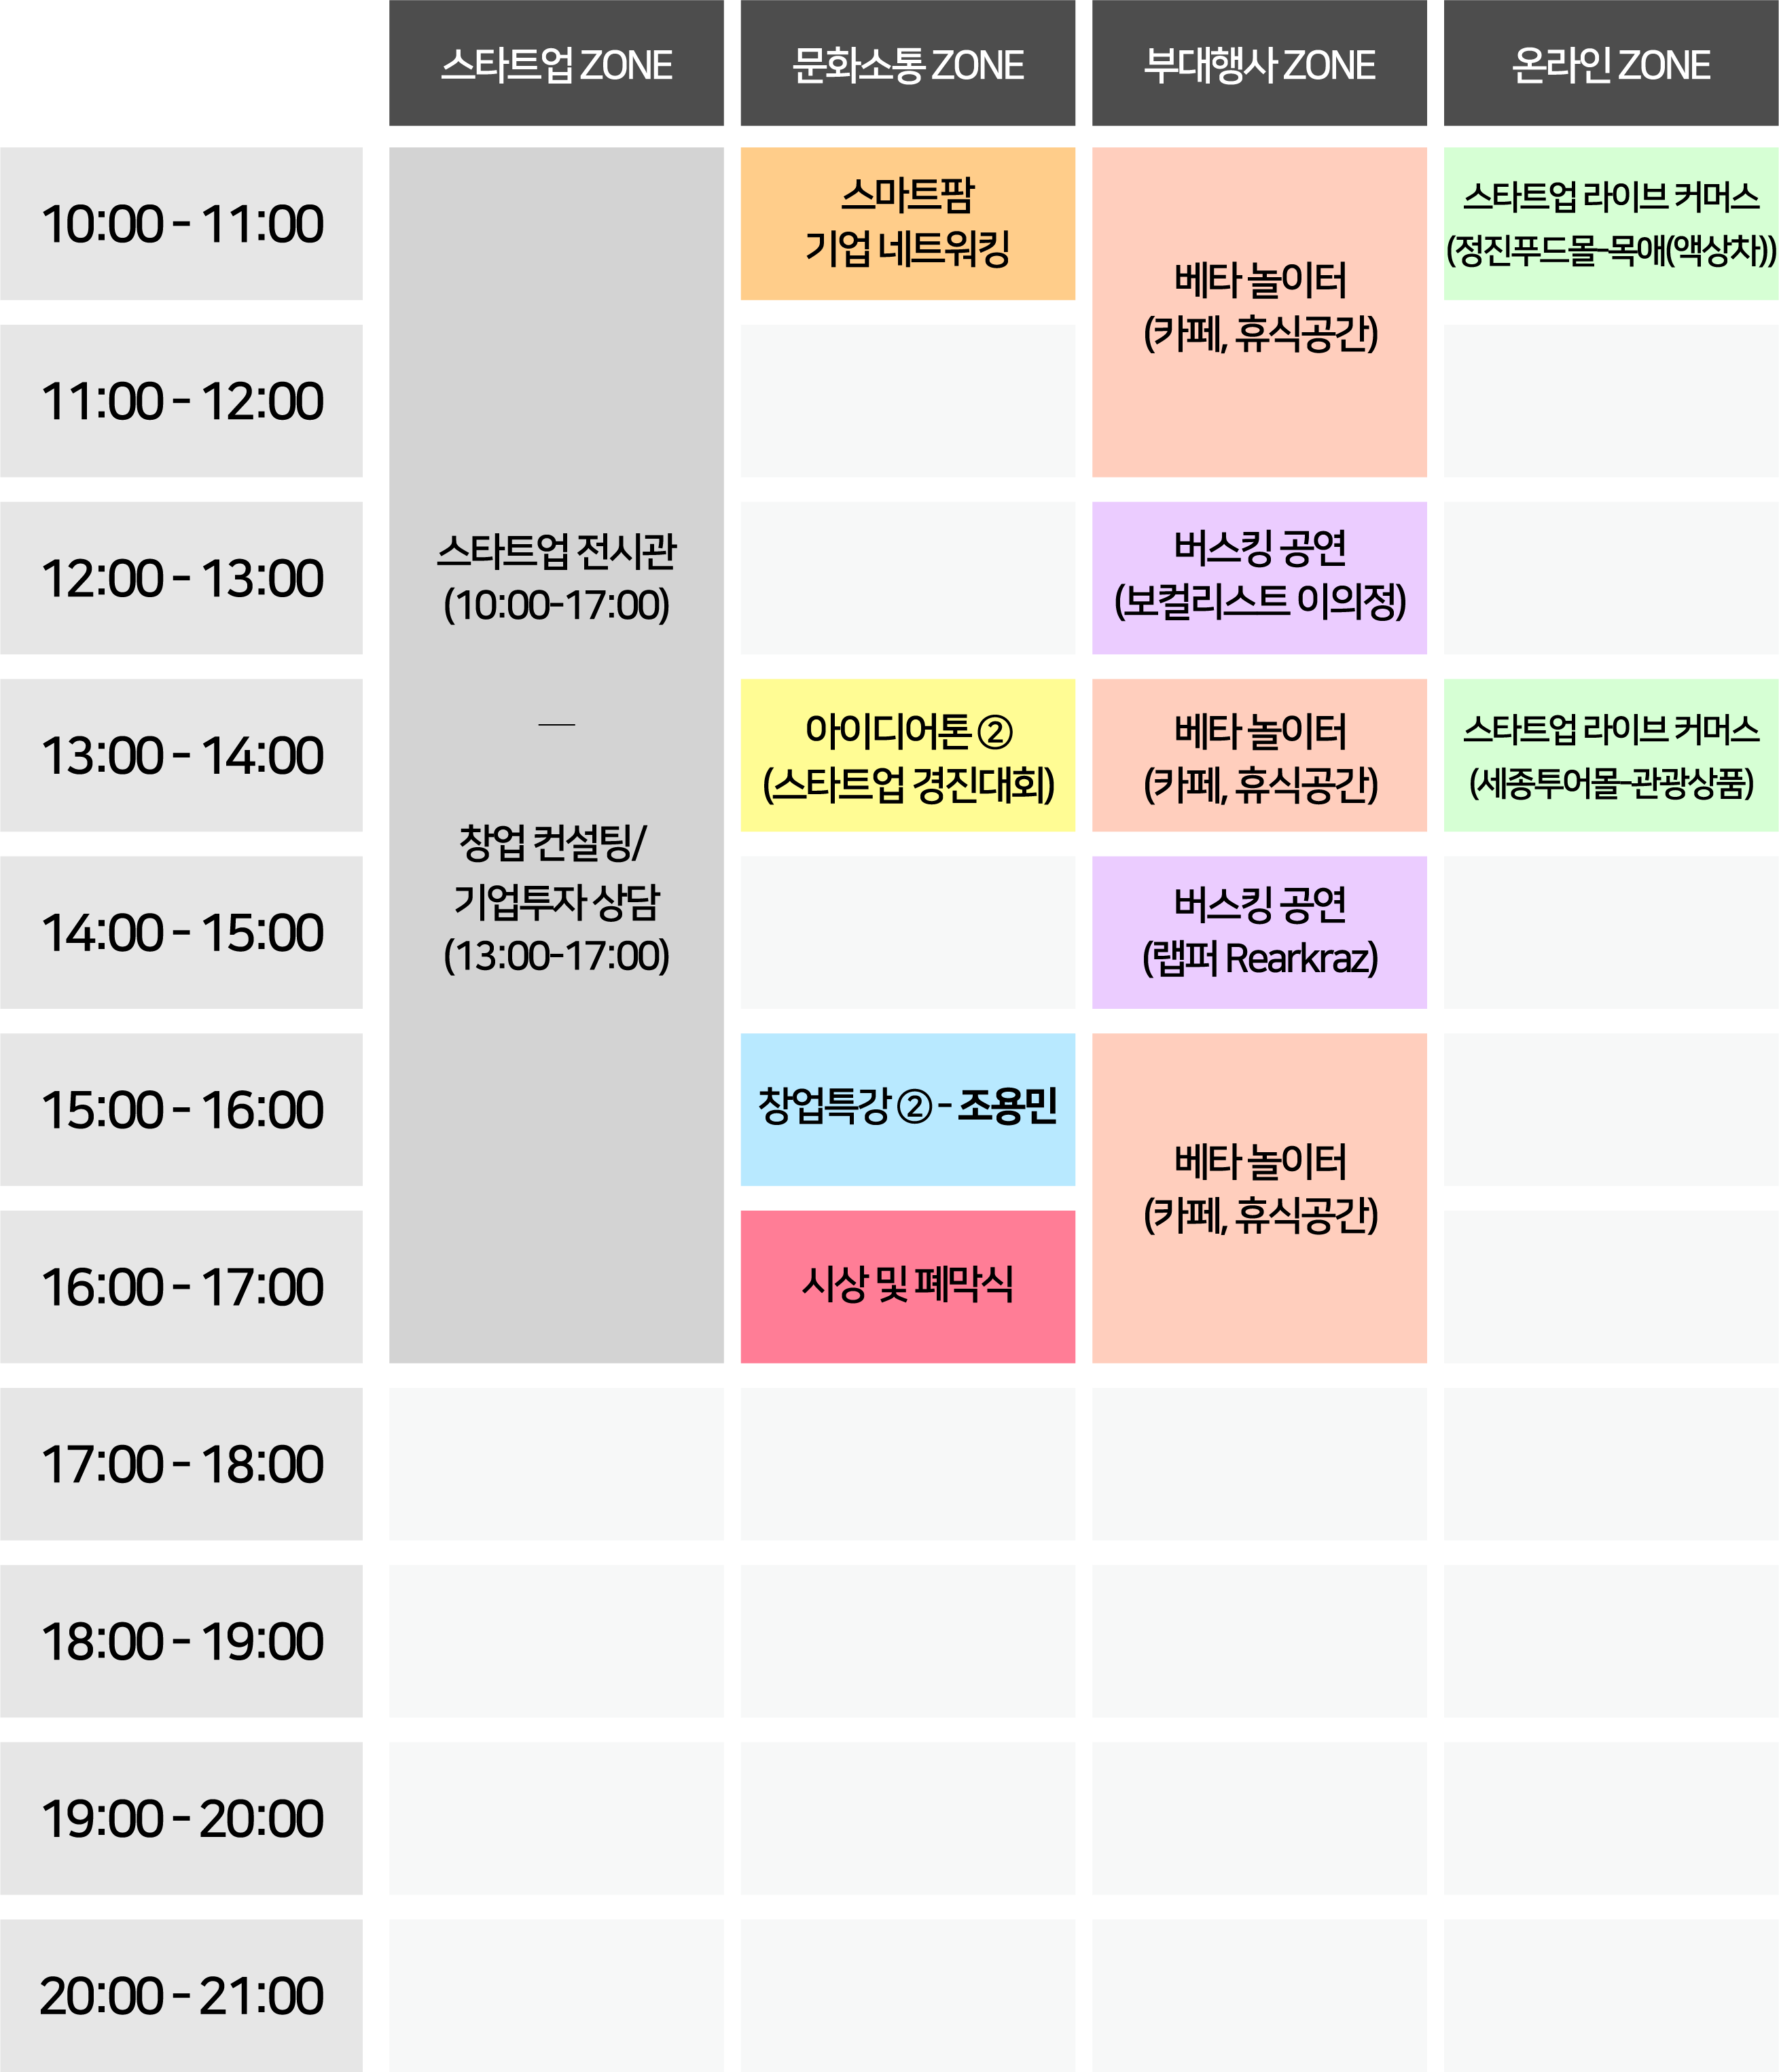 스타트업 ZONE
문화소통 ZONE
부대행사 ZONE
온라인 ZONE
10:00 - 11:00
스마트팜
기업 네트워킹
베타 놀이터
(카페, 휴식공간)
스타트업 라이브 커머스
(정진푸드몰-목애(액상차))
11:00 - 12:00
12:00 - 13:00
스타트업 전시관
(10:00-17:00)
버스킹 공연
(보컬리스트 이의정)
13:00 - 14:00
창업 컨설팅/
기업투자 상담
(13:00-17:00)
아이디어톤 ②
(스타트업 경진대회)
베타 놀이터
(카페, 휴식공간)
스타트업 라이브 커머스
(세종투어몰-관광상품)
14:00 - 15:00
버스킹 공연
(랩퍼 Rearkraz)
15:00 - 16:00
창업특강 ② - 조용민
베타 놀이터
(카페, 휴식공간)
16:00 - 17:00
시상 및 폐막식
17:00 - 18:00
18:00 - 19:00
19:00 - 20:00
20:00 - 21:00